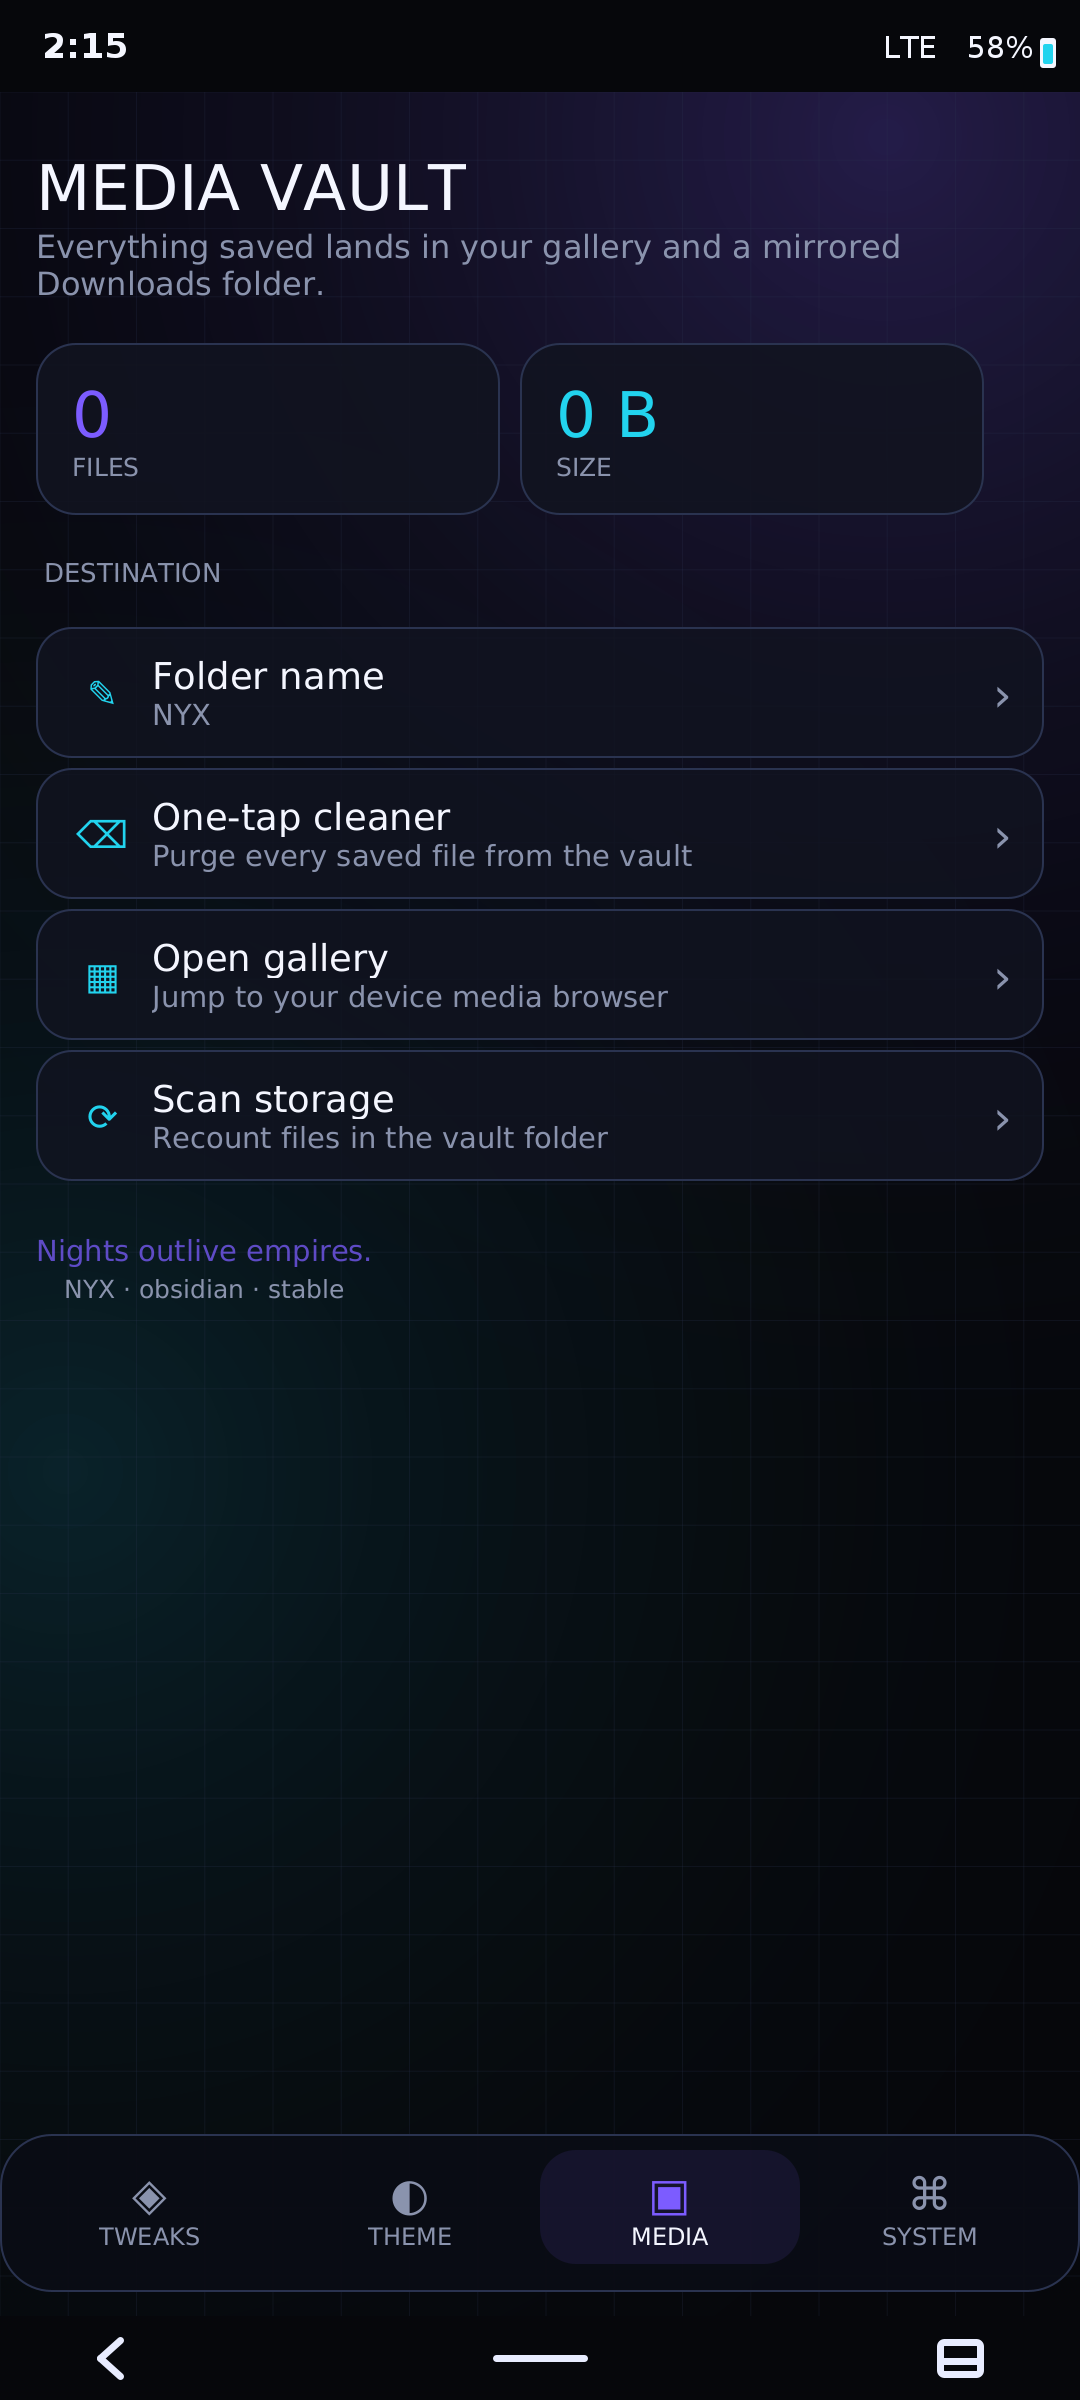 2:15
LTE 58%
MEDIA VAULT
Everything saved lands in your gallery and a mirrored
Downloads folder.
0
FILES
0 B
SIZE
DESTINATION
Folder name
NYX
One-tap cleaner
Purge every saved file from the vault
Open gallery
Jump to your device media browser
Scan storage
Recount files in the vault folder
Nights outlive empires.
NYX · obsidian · stable
TWEAKS
THEME
MEDIA
SYSTEM